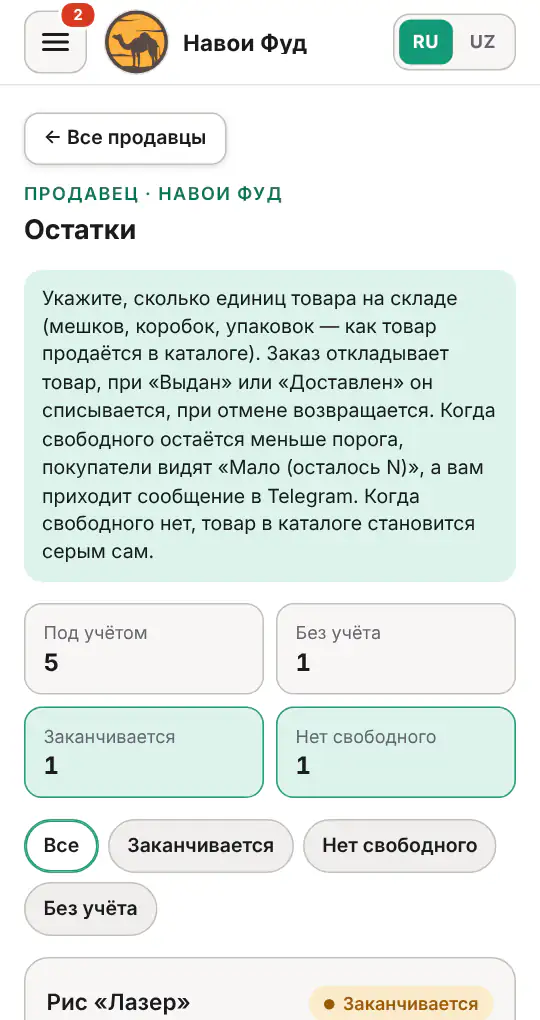 2
Навои Фуд
RU UZ
← Все продавцы
ПРОДАВЕЦ · НАВОИ ФУД
Остатки
Укажите, сколько единиц товара на складе
(мешков, коробок, упаковок — как товар
продаётся в каталоге). Заказ откладывает
товар, при «Выдан» или «Доставлен» он
списывается, при отмене возвращается. Когда
свободного остаётся меньше порога,
покупатели видят «Мало (осталось N)», а вам
приходит сообщение в Telegram. Когда
свободного нет, товар в каталоге становится
серым сам.
Под учётом
5
Без учёта
1
Заканчивается
1
Нет свободного
1
Все Заканчивается Нет свободного
Без учёта
Рис «Лазер» Заканчивается